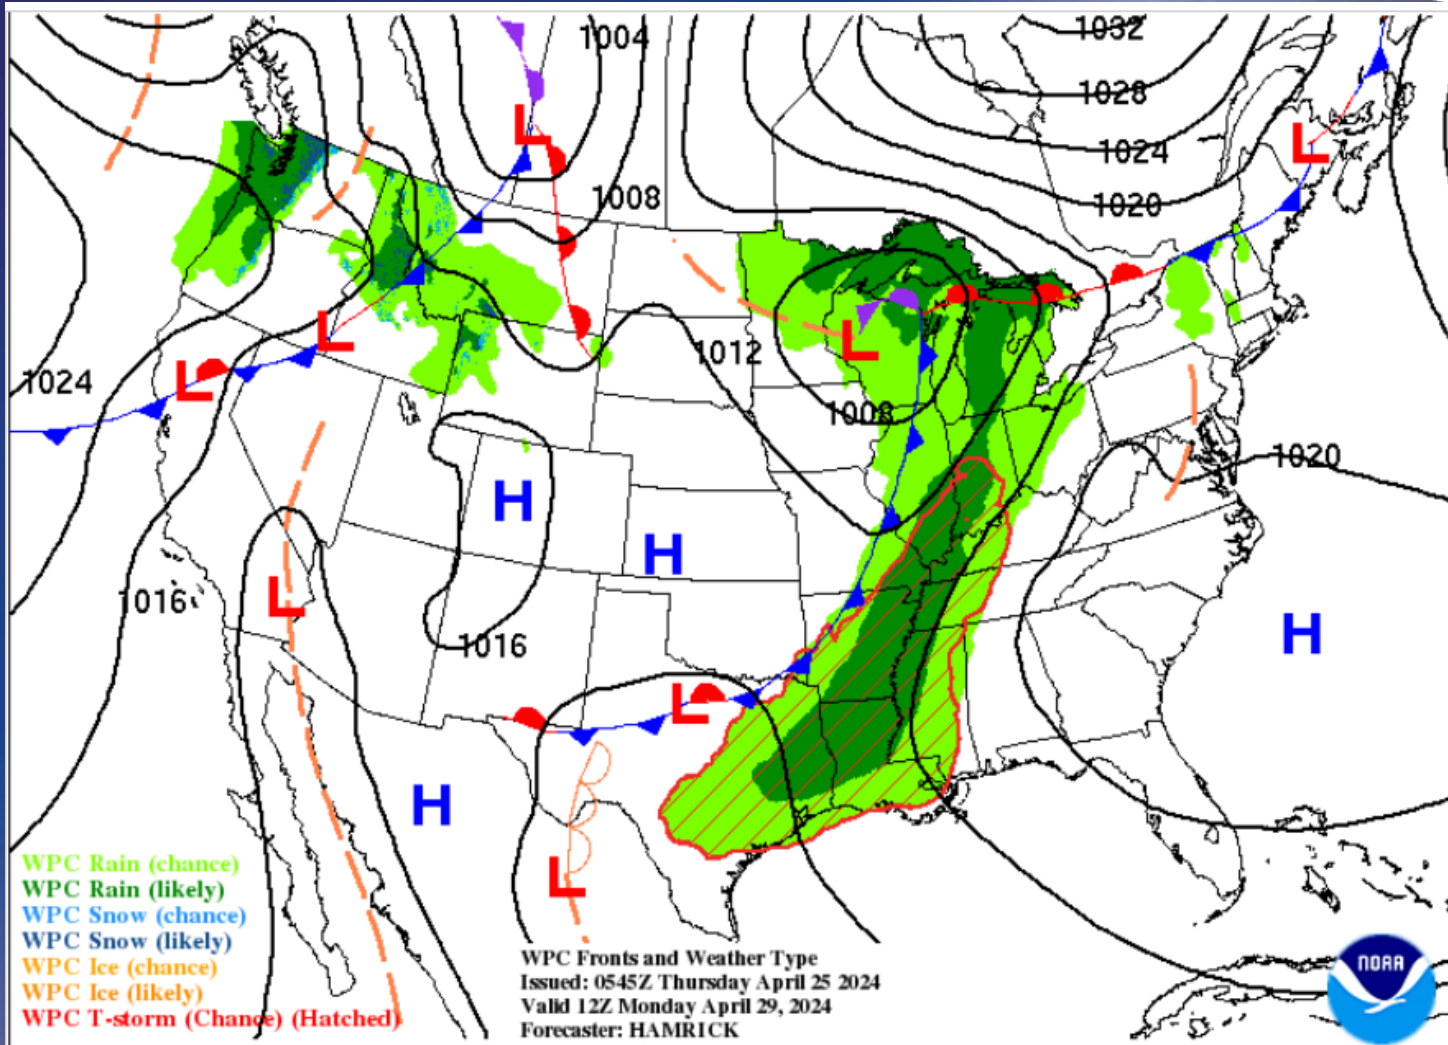 1004
1032
1028
1024
1008
1020
L
L
1012
1024
L
L
L
1008
1020
H
H
1016
L
1016
H
L
H
L
WPC Rain (chance)
WPC Rain (likely)
WPC Snow (chance)
WPC Snow (likely)
WPC Ice (chance)
WPC Ice (likely)
WPC T-storm (Chance) (Hatched)
WPC Fronts and Weather Type
Issued: 0545Z Thursday April 25 2024
Valid 12Z Monday April 29, 2024
Forecaster: HAMRICK
NOAA